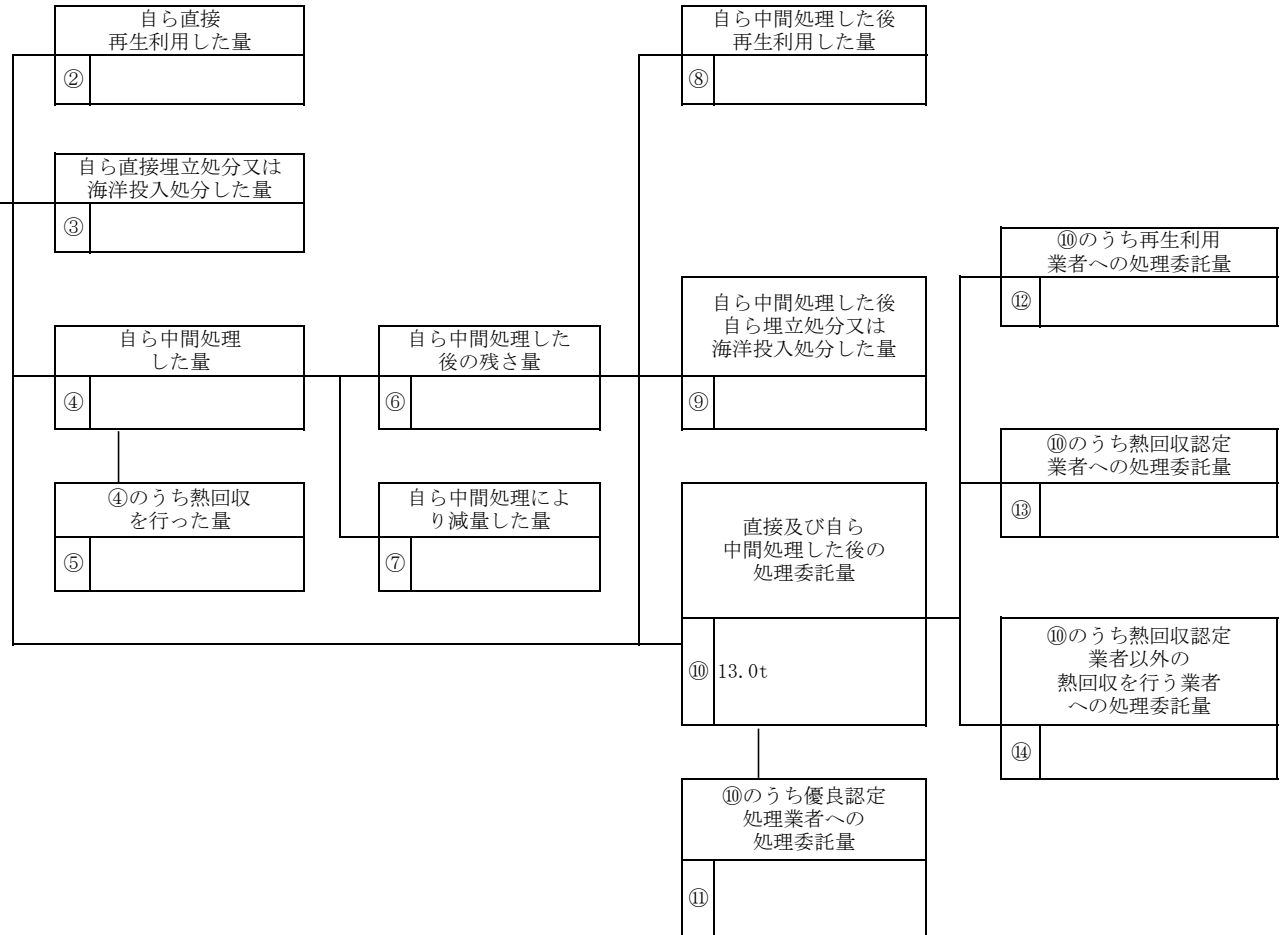 自ら直接
再生利用した量
②
自ら直接埋立処分又は
海洋投入処分した量
③
自ら中間処理
した量
④
④のうち熱回収
を行った量
⑤
自ら中間処理した
後の残さ量
⑥
自ら中間処理によ
り減量した量
⑦
自ら中間処理した後
再生利用した量
⑧
自ら中間処理した後
自ら埋立処分又は
海洋投入処分した量
⑨
直接及び自ら
中間処理した後の
処理委託量
⑩ 13.0t
⑩のうち優良認定
処理業者への
処理委託量
⑪
⑩のうち再生利用
業者への処理委託量
⑫
⑩のうち熱回収認定
業者への処理委託量
⑬
⑩のうち熱回収認定
業者以外の
熱回収を行う業者
への処理委託量
⑭